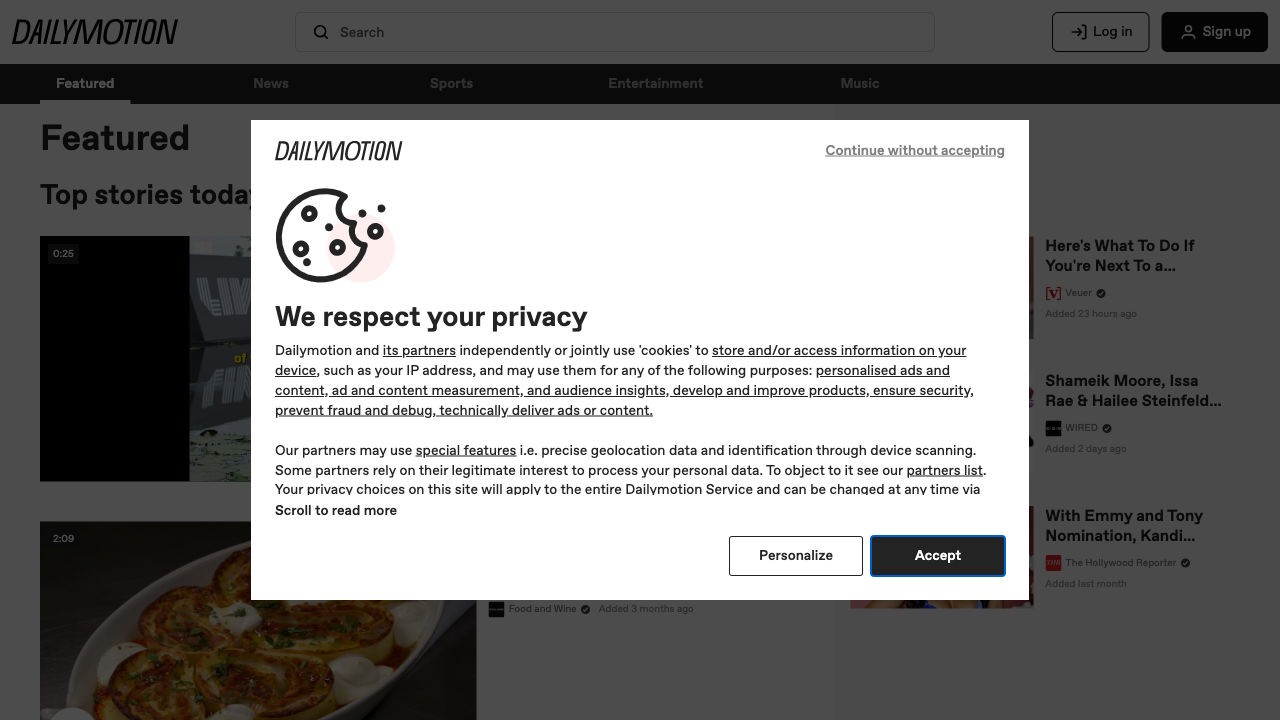 DAILYMOTION
Search
Log in
Sign up
Featured
News
Sports
Entertainment
Music
Featured
Top stories today
0:25
Here's What To Do If
You're Next To a...
Veuer
Added 23 hours ago
Shameik Moore, Issa
Rae & Hailee Steinfeld...
WIRED
Added 2 days ago
2:09
With Emmy and Tony
Nomination, Kandi...
The Hollywood Reporter
Added last month
Food and Wine
Added 3 months ago
DAILYMOTION
Continue without accepting
We respect your privacy
Dailymotion and its partners independently or jointly use 'cookies' to store and/or access information on your
device, such as your IP address, and may use them for any of the following purposes: personalised ads and
content, ad and content measurement, and audience insights, develop and improve products, ensure security,
prevent fraud and debug, technically deliver ads or content.
Our partners may use special features i.e. precise geolocation data and identification through device scanning.
Some partners rely on their legitimate interest to process your personal data. To object to it see our partners list.
Your privacy choices on this site will apply to the entire Dailymotion Service and can be changed at any time via
Scroll to read more
Personalize
Accept